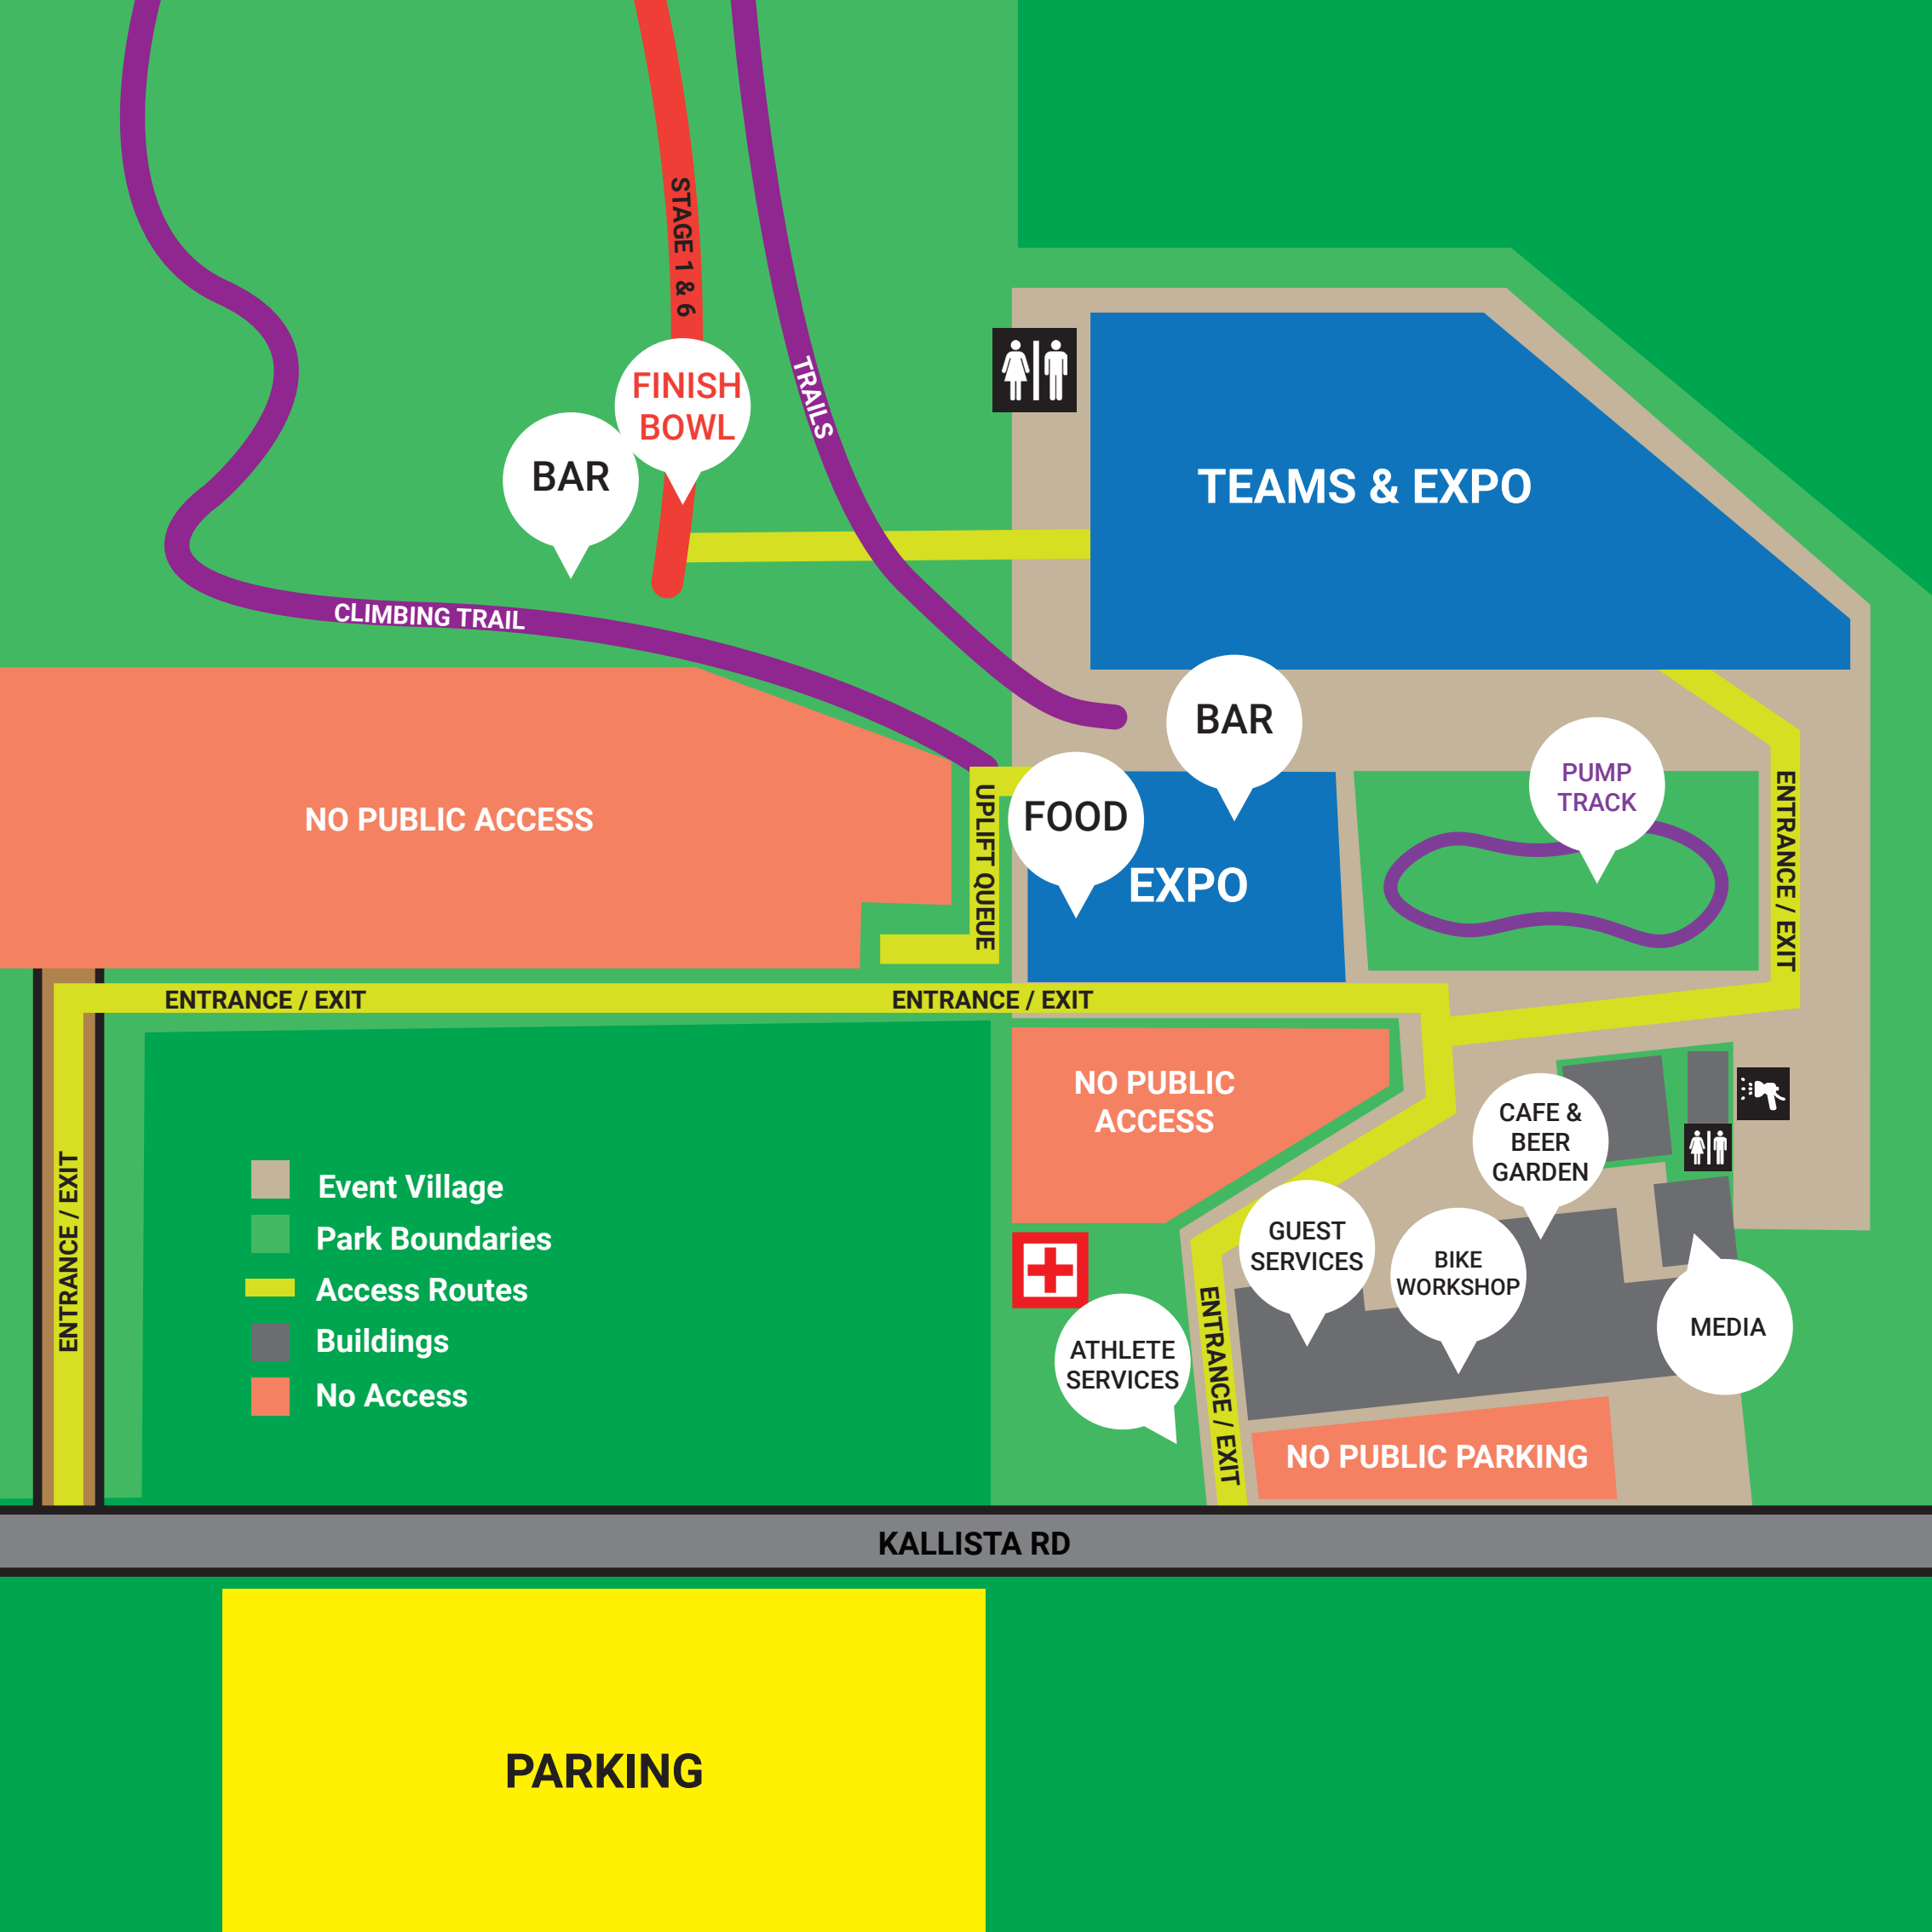 STAGE 1 & 6
FINISH
BOWL
TRAILS
BAR
TEAMS & EXPO
CLIMBING TRAIL
BAR
PUMP
TRACK
NO PUBLIC ACCESS
UPLIFT QUEUE
FOOD
EXPO
ENTRANCE / EXIT
ENTRANCE / EXIT
ENTRANCE / EXIT
NO PUBLIC
ACCESS
CAFE &
BEER
GARDEN
ENTRANCE / EXIT
Event Village
Park Boundaries
Access Routes
Buildings
No Access
GUEST
SERVICES
BIKE
WORKSHOP
MEDIA
ATHLETE
SERVICES
ENTRANCE / EXIT
NO PUBLIC PARKING
KALLISTA RD
PARKING